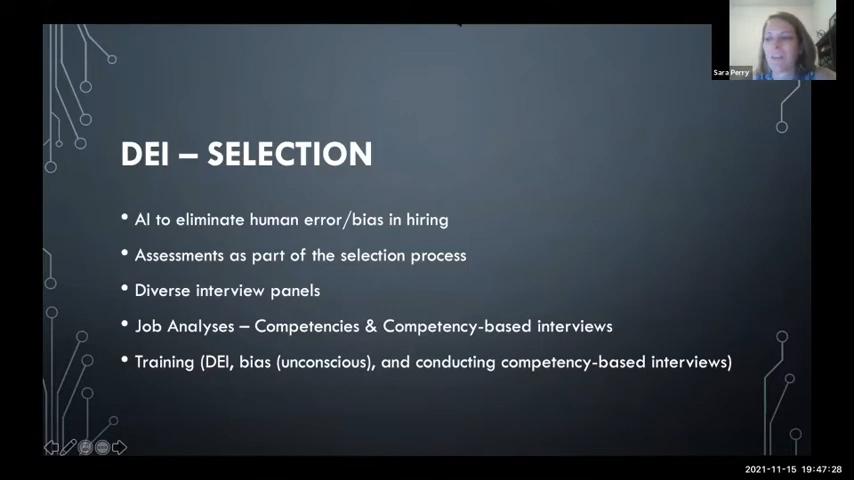 Sara Perry
DEI – SELECTION
• AI to eliminate human error/bias in hiring
• Assessments as part of the selection process
• Diverse interview panels
• Job Analyses – Competencies & Competency-based interviews
• Training (DEI, bias (unconscious), and conducting competency-based interviews)
2021-11-15 19:47:28